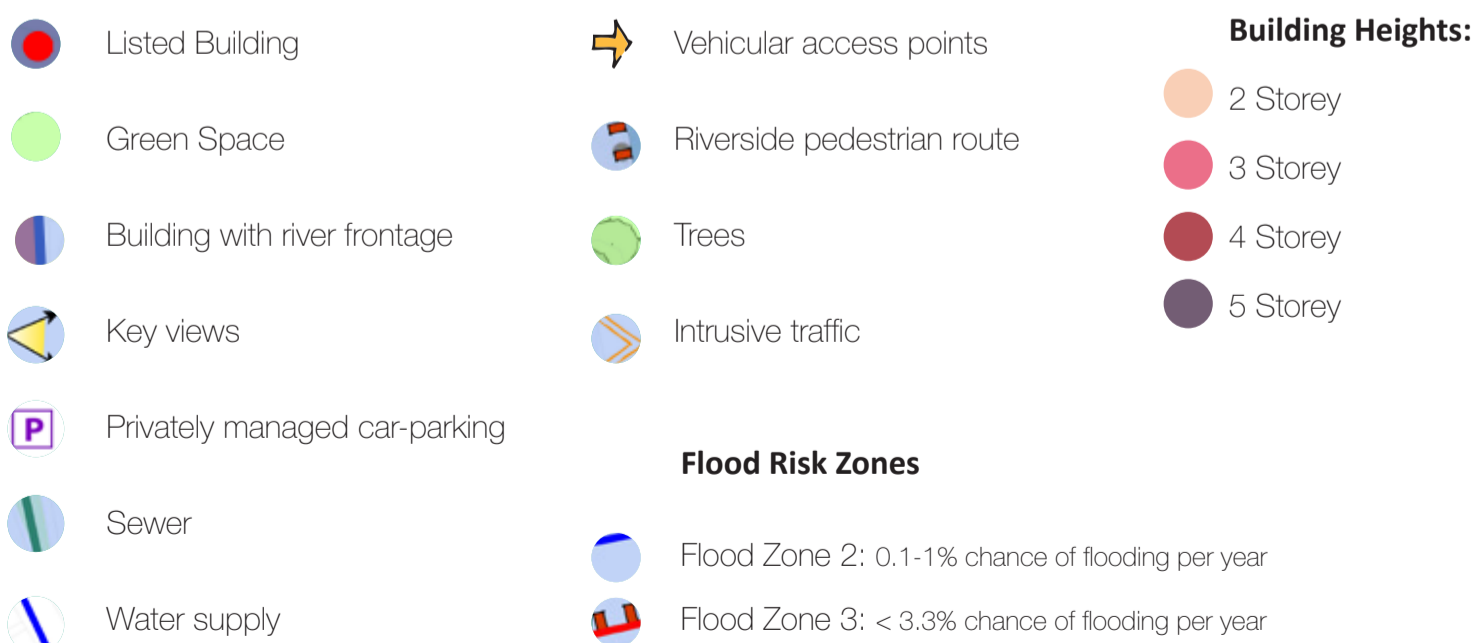 Listed Building
Green Space
Building with river frontage
Key views
P
Privately managed car-parking
Sewer
Water supply
Vehicular access points
Riverside pedestrian route
Trees
Intrusive traffic
Flood Risk Zones
Flood Zone 2: 0.1-1% chance of flooding per year
Flood Zone 3: < 3.3% chance of flooding per year
Building Heights:
2 Storey
3 Storey
4 Storey
5 Storey